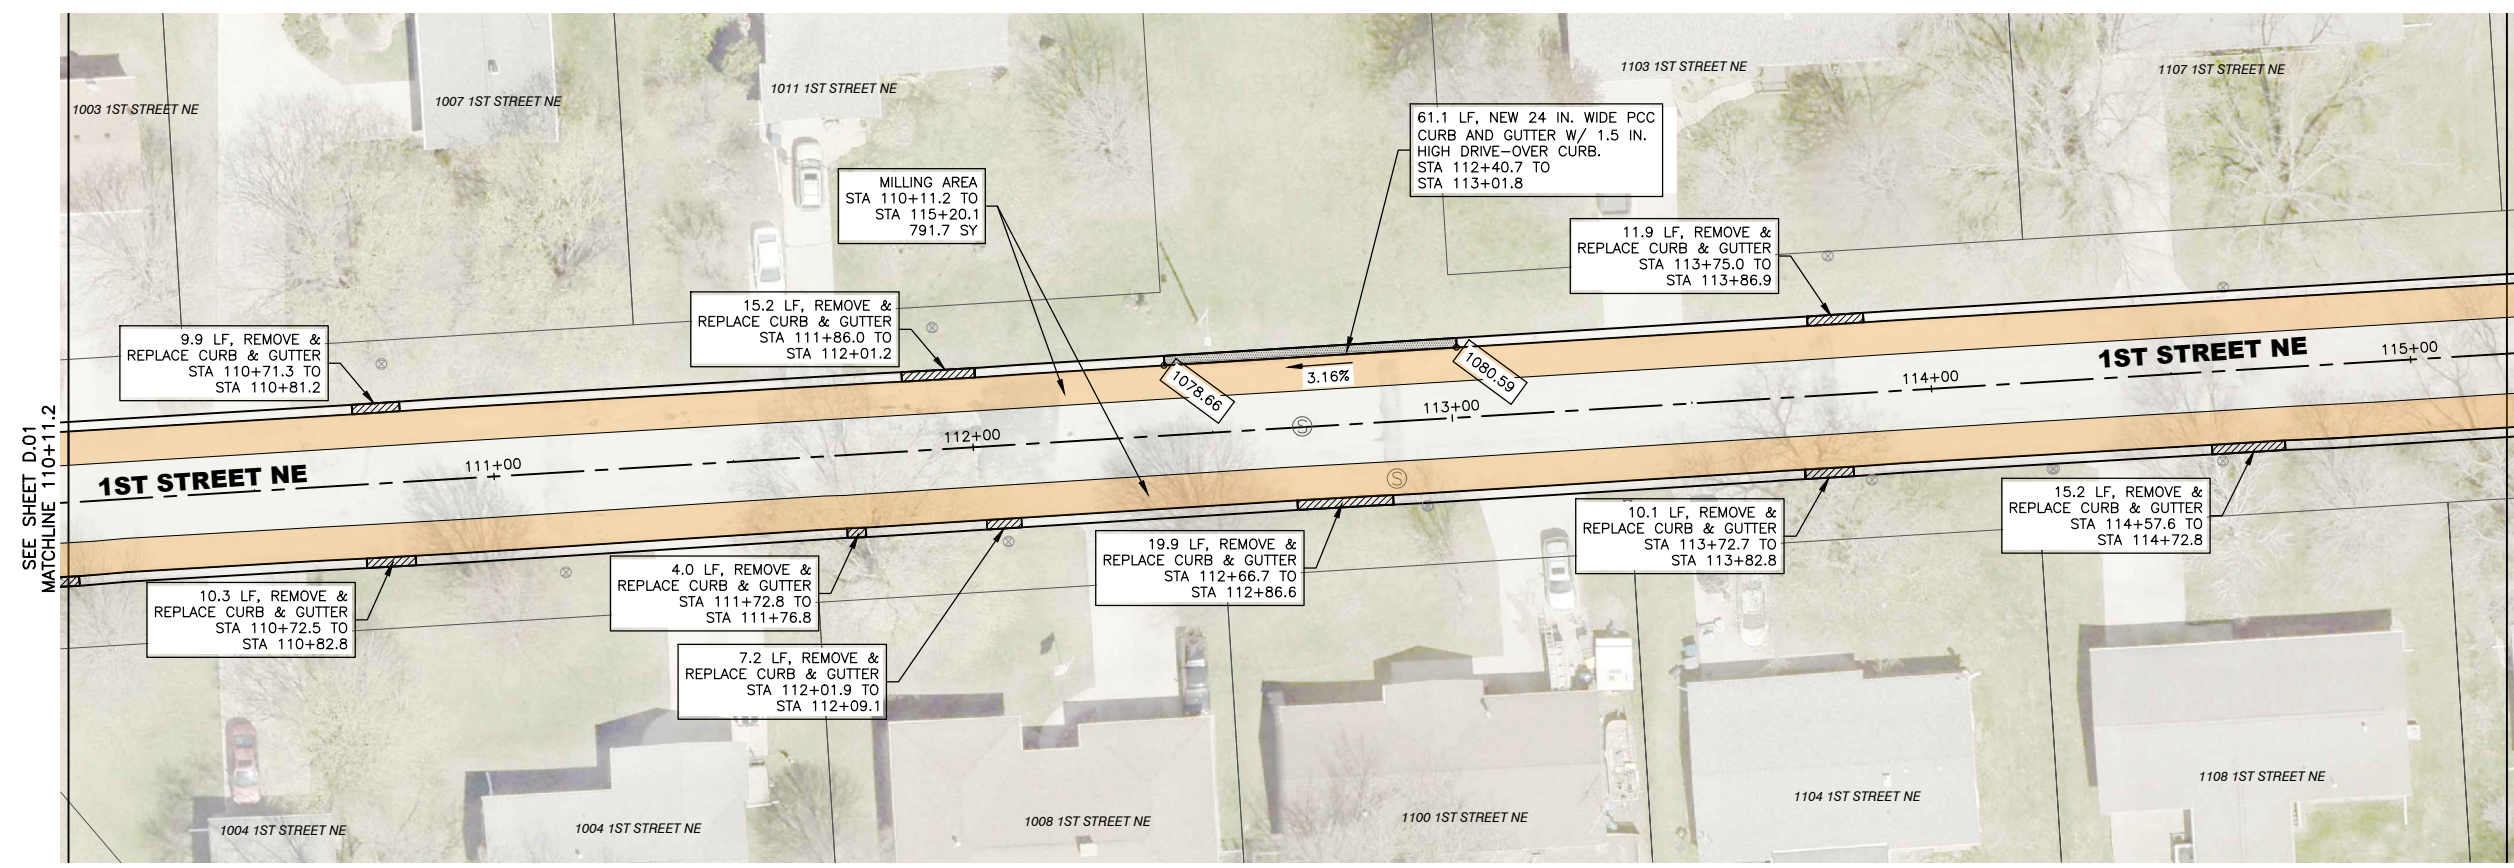 1003 1ST STREET NE
1007 1ST STREET NE
1011 1ST STREET NE
1103 1ST STREET NE
1107 1ST STREET NE
61.1 LF, NEW 24 IN. WIDE PCC
CURB AND GUTTER W/ 1.5 IN.
HIGH DRIVE-OVER CURB.
STA 112+40.7 TO
STA 113+01.8
MILLING AREA
STA 110+11.2 TO
STA 115+20.1
791.7 SY
11.9 LF, REMOVE &
REPLACE CURB & GUTTER
STA 113+75.0 TO
STA 113+86.9
15.2 LF, REMOVE &
REPLACE CURB & GUTTER
STA 111+86.0 TO
STA 112+01.2
9.9 LF, REMOVE &
REPLACE CURB & GUTTER
STA 110+71.3 TO
STA 110+81.2
SEE SHEET D.01
MATCHLINE 110+11.2
1078.66
3.16%
1080.59
1ST STREET NE
111+00
112+00
S
113+00
S
114+00
1ST STREET NE
115+00
10.3 LF, REMOVE &
REPLACE CURB & GUTTER
STA 110+72.5 TO
STA 110+82.8
4.0 LF, REMOVE &
REPLACE CURB & GUTTER
STA 111+72.8 TO
STA 111+76.8
7.2 LF, REMOVE &
REPLACE CURB & GUTTER
STA 112+01.9 TO
STA 112+09.1
19.9 LF, REMOVE &
REPLACE CURB & GUTTER
STA 112+66.7 TO
STA 112+86.6
10.1 LF, REMOVE &
REPLACE CURB & GUTTER
STA 113+72.7 TO
STA 113+82.8
15.2 LF, REMOVE &
REPLACE CURB & GUTTER
STA 114+57.6 TO
STA 114+72.8
1004 1ST STREET NE
1004 1ST STREET NE
1008 1ST STREET NE
1100 1ST STREET NE
1104 1ST STREET NE
1108 1ST STREET NE